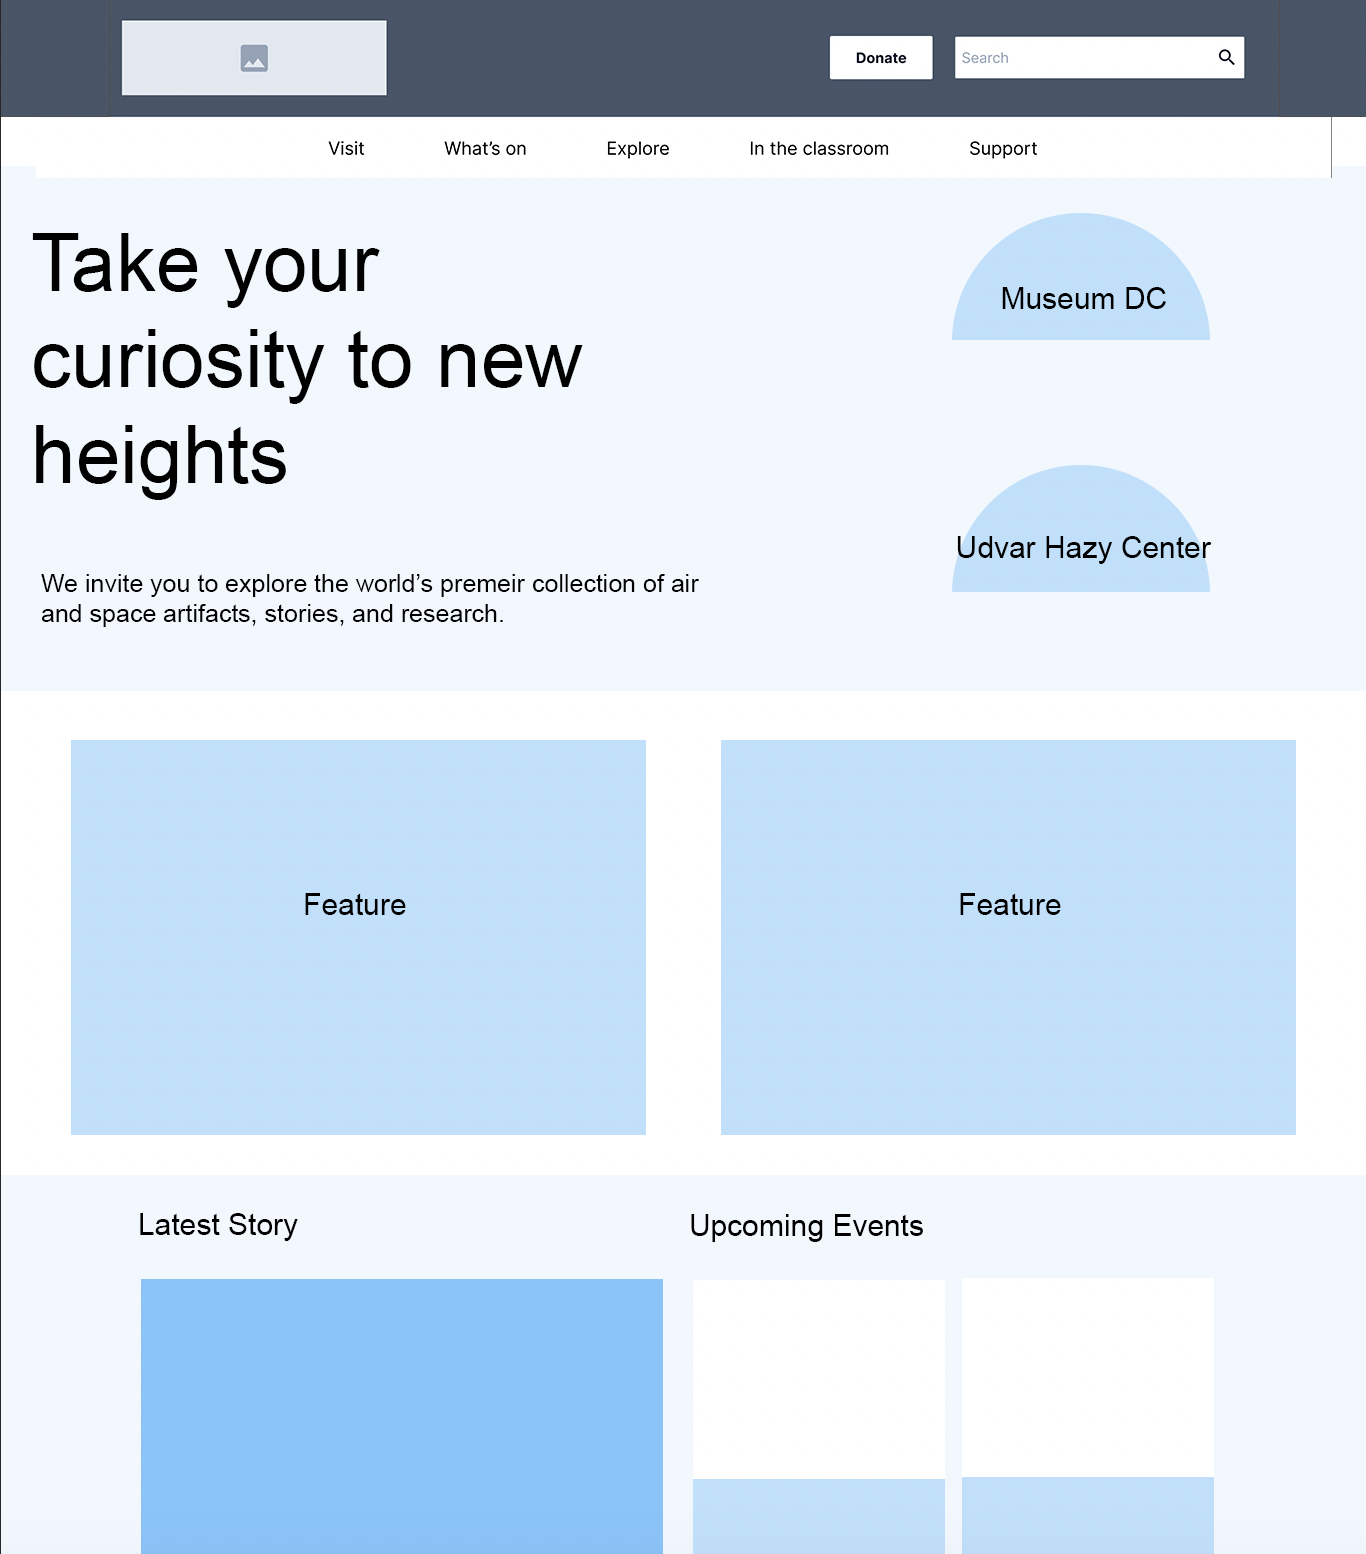 Donate
Search
Visit
What’s on
Explore
In the classroom
Support
Take your
curiosity to new
heights
We invite you to explore the world’s premeir collection of air
and space artifacts, stories, and research.
Museum DC
Udvar Hazy Center
Feature
Feature
Latest Story
Upcoming Events